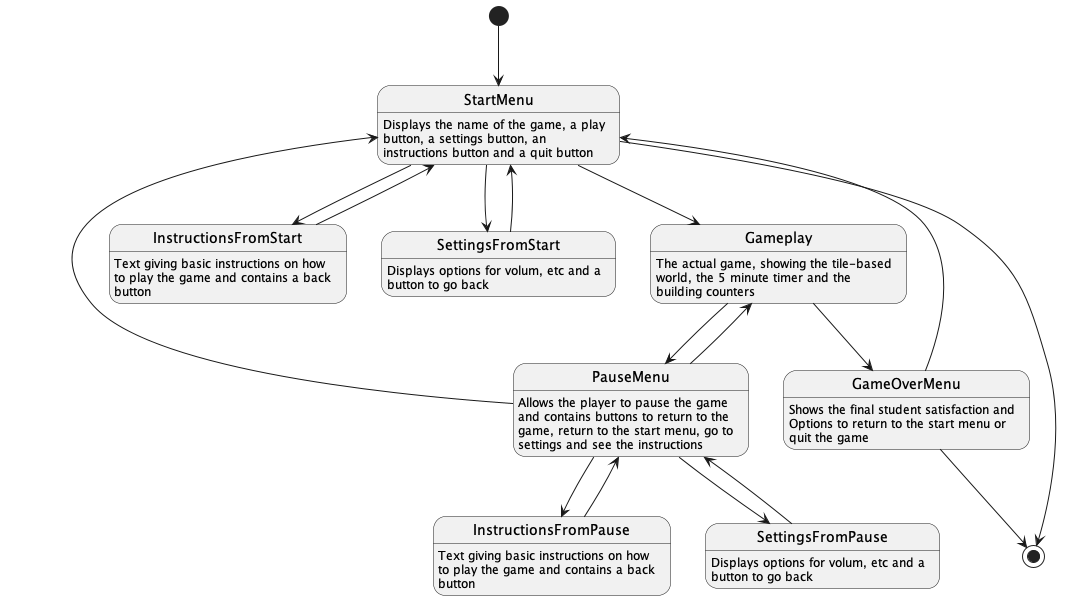 StartMenu
Displays the name of the game, a play
button, a settings button, an
instructions button and a quit button
InstructionsFromStart
Text giving basic instructions on how
to play the game and contains a back
button
SettingsFromStart
Displays options for volum, etc and a
button to go back
Gameplay
The actual game, showing the tile-based
world, the 5 minute timer and the
building counters
PauseMenu
Allows the player to pause the game
and contains buttons to return to the
game, return to the start menu, go to
settings and see the instructions
GameOverMenu
Shows the final student satisfaction and
Options to return to the start menu or
quit the game
InstructionsFromPause
Text giving basic instructions on how
to play the game and contains a back
button
SettingsFromPause
Displays options for volum, etc and a
button to go back